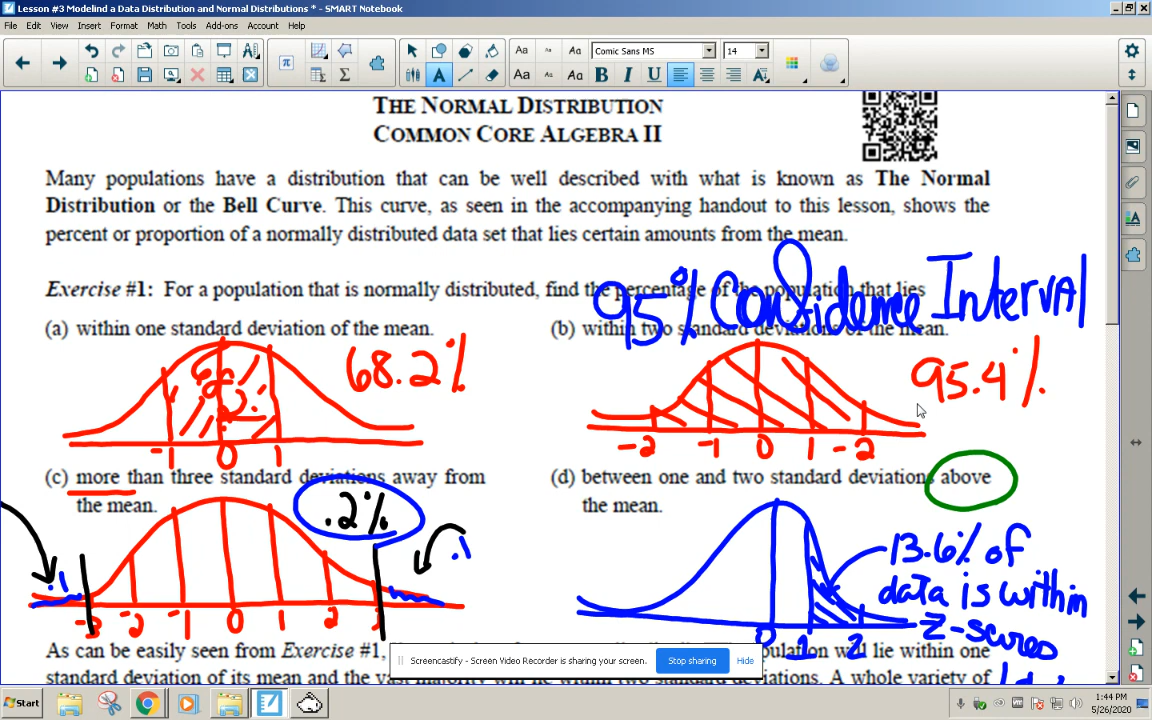 Lesson #3 Modelind a Data Distribution and Normal Distributions * - SMART Notebook
File Edit View Insert Format Math Tools Add-ons Account Help
Comic Sans MS 14
THE NORMAL DISTRIBUTION
COMMON CORE ALGEBRA II
Many populations have a distribution that can be well described with what is known as The Normal
Distribution or the Bell Curve. This curve, as seen in the accompanying handout to this lesson, shows the
percent or proportion of a normally distributed data set that lies certain amounts from the mean.
95% Confidence Interval
Exercise #1: For a population that is normally distributed, find the percentage of the population that lies
(a) within one standard deviation of the mean.
(b) within two standard deviations of the mean.
68.2%
95.4%
-1 0 1
-2 -1 0 1 -2
(c) more than three standard deviations away from
the mean.
(d) between one and two standard deviations above
the mean.
.2%
.1 .1
-3 -2 -1 0 1 2
13.6% of
data is within
z-scores
0 1 2
As can be easily seen from Exercise #1,
population will lie within one
standard deviation of its mean and the vast majority will lie within two standard deviations. A whole variety of
Screencastify - Screen Video Recorder is sharing your screen. Stop sharing Hide
Start
1:44 PM
5/26/2020